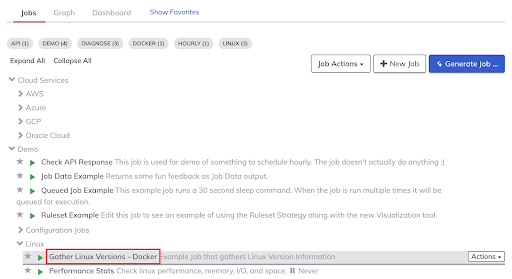 Jobs Graph Dashboard Show Favorites
API (1) DEMO (4) DIAGNOSE (3) DOCKER (1) HOURLY (1) LINUX (3)
Expand All Collapse All
Job Actions New Job Generate Job ...
Cloud Services
AWS
Azure
GCP
Oracle Cloud
Demo
Check API Response This job is used for demo of something to schedule hourly. The job doesn't actually do anything :)
Job Data Example Returns some fun feedback as Job Data output.
Queued Job Example This example job runs a 30 second sleep command. When the job is run multiple times it will be
queued for execution.
Ruleset Example Edit this job to see an example of using the Ruleset Strategy along with the new Visualization tool.
Configuration Jobs
Linux
Gather Linux Versions - Docker Example Job that gathers Linux Version Information Actions
Performance Stats Check linux performance, memory, I/O, and space. Never